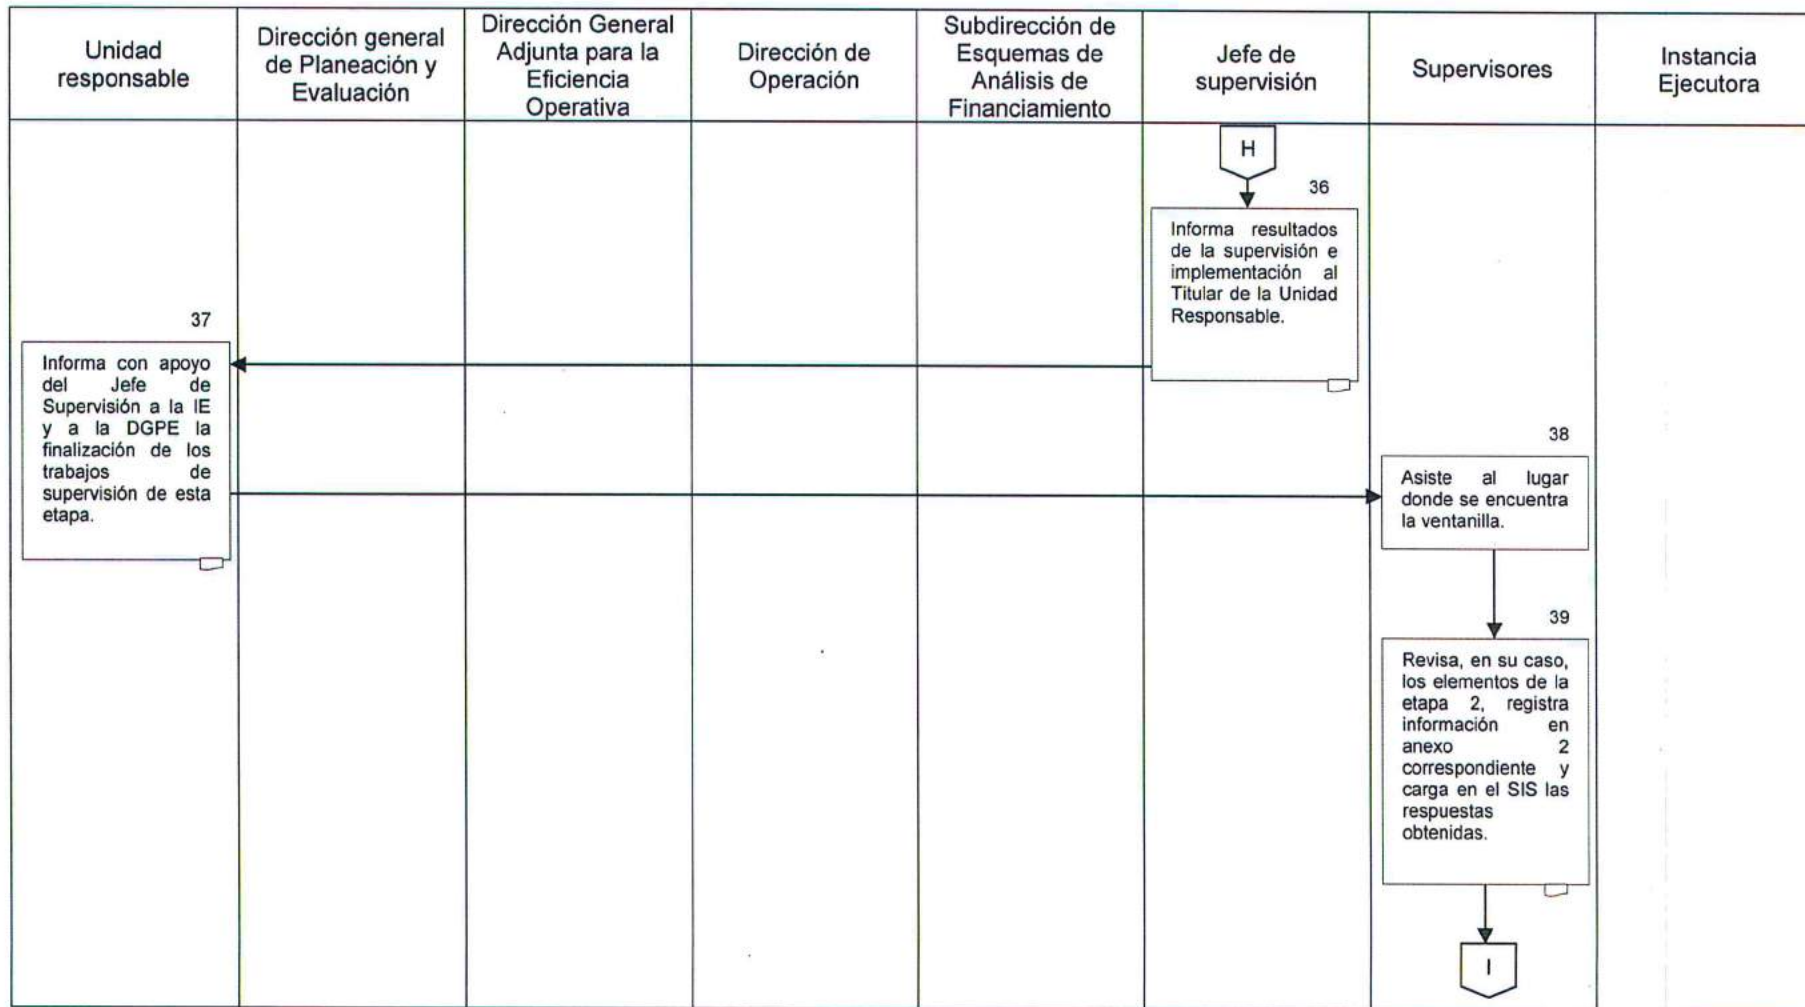 Unidad
responsable
Dirección general
de Planeación y
Evaluación
Dirección General
Adjunta para la
Eficiencia
Operativa
Dirección de
Operación
Subdirección de
Esquemas de
Análisis de
Financiamiento
Jefe de
supervisión
Supervisores
Instancia
Ejecutora
H
36
Informa resultados
de la supervisión e
implementación al
Titular de la Unidad
Responsable.
37
Informa con apoyo
del Jefe de
Supervisión a la IE
y a la DGPE la
finalización de los
trabajos de
supervisión de esta
etapa.
38
Asiste al lugar
donde se encuentra
la ventanilla.
39
Revisa, en su caso,
los elementos de la
etapa 2, registra
información en
anexo 2
correspondiente y
carga en el SIS las
respuestas
obtenidas.
I